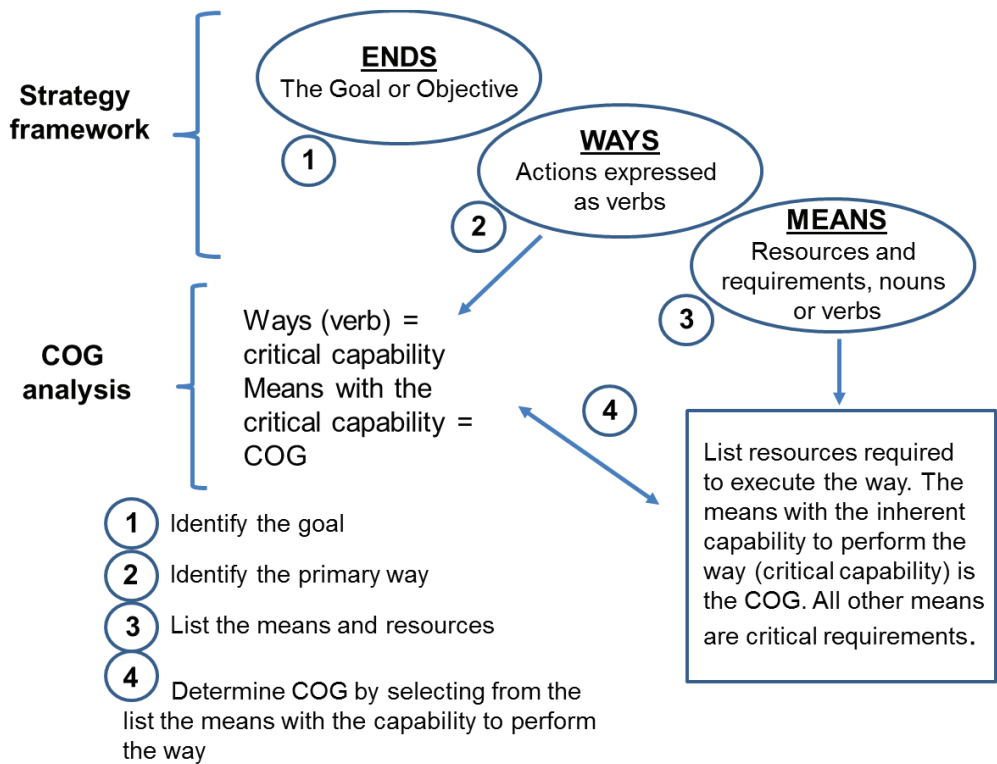 Strategy
framework
ENDS
The Goal or Objective
1
WAYS
Actions expressed
as verbs
2
MEANS
Resources and
requirements, nouns
or verbs
3
COG
analysis
Ways (verb) =
critical capability
Means with the
critical capability =
COG
4
List resources required
to execute the way. The
means with the inherent
capability to perform the
way (critical capability) is
the COG. All other means
are critical requirements.
1 Identify the goal
2 Identify the primary way
3 List the means and resources
4 Determine COG by selecting from the
list the means with the capability to perform
the way